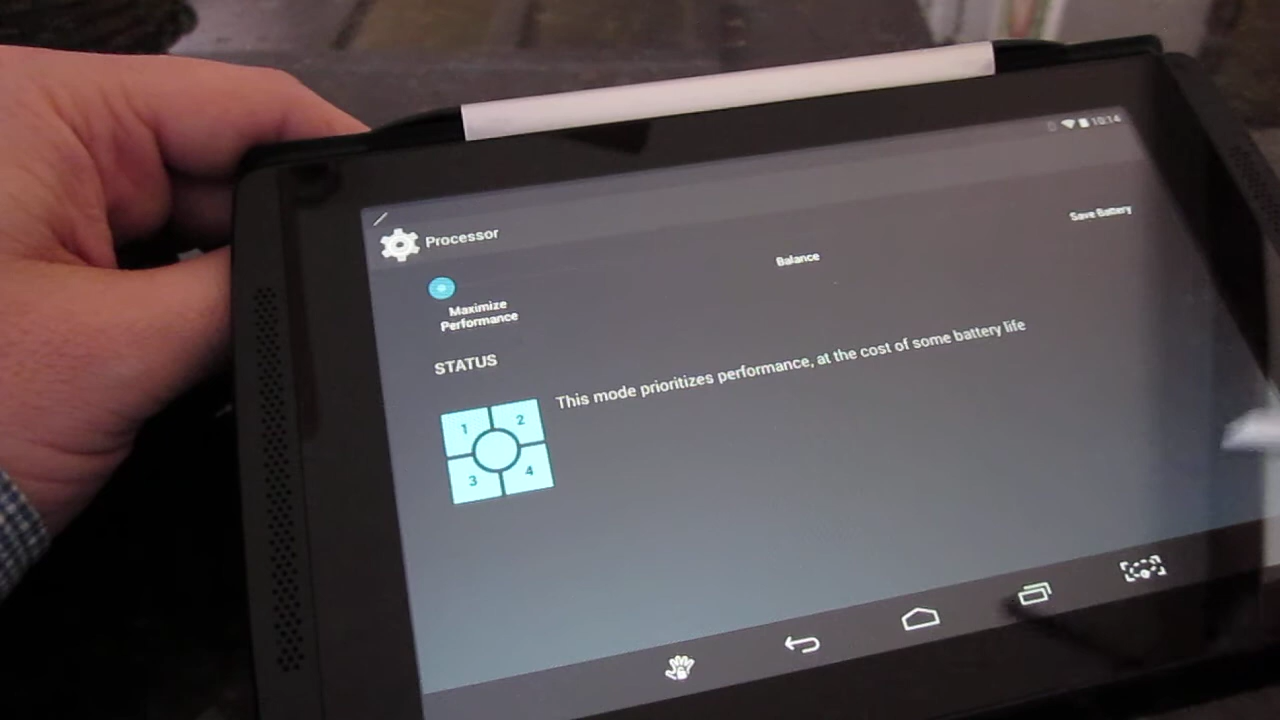 10:14
Processor
Save Battery
Balance
Maximize
Performance
STATUS
This mode prioritizes performance, at the cost of some battery life
1
2
3
4